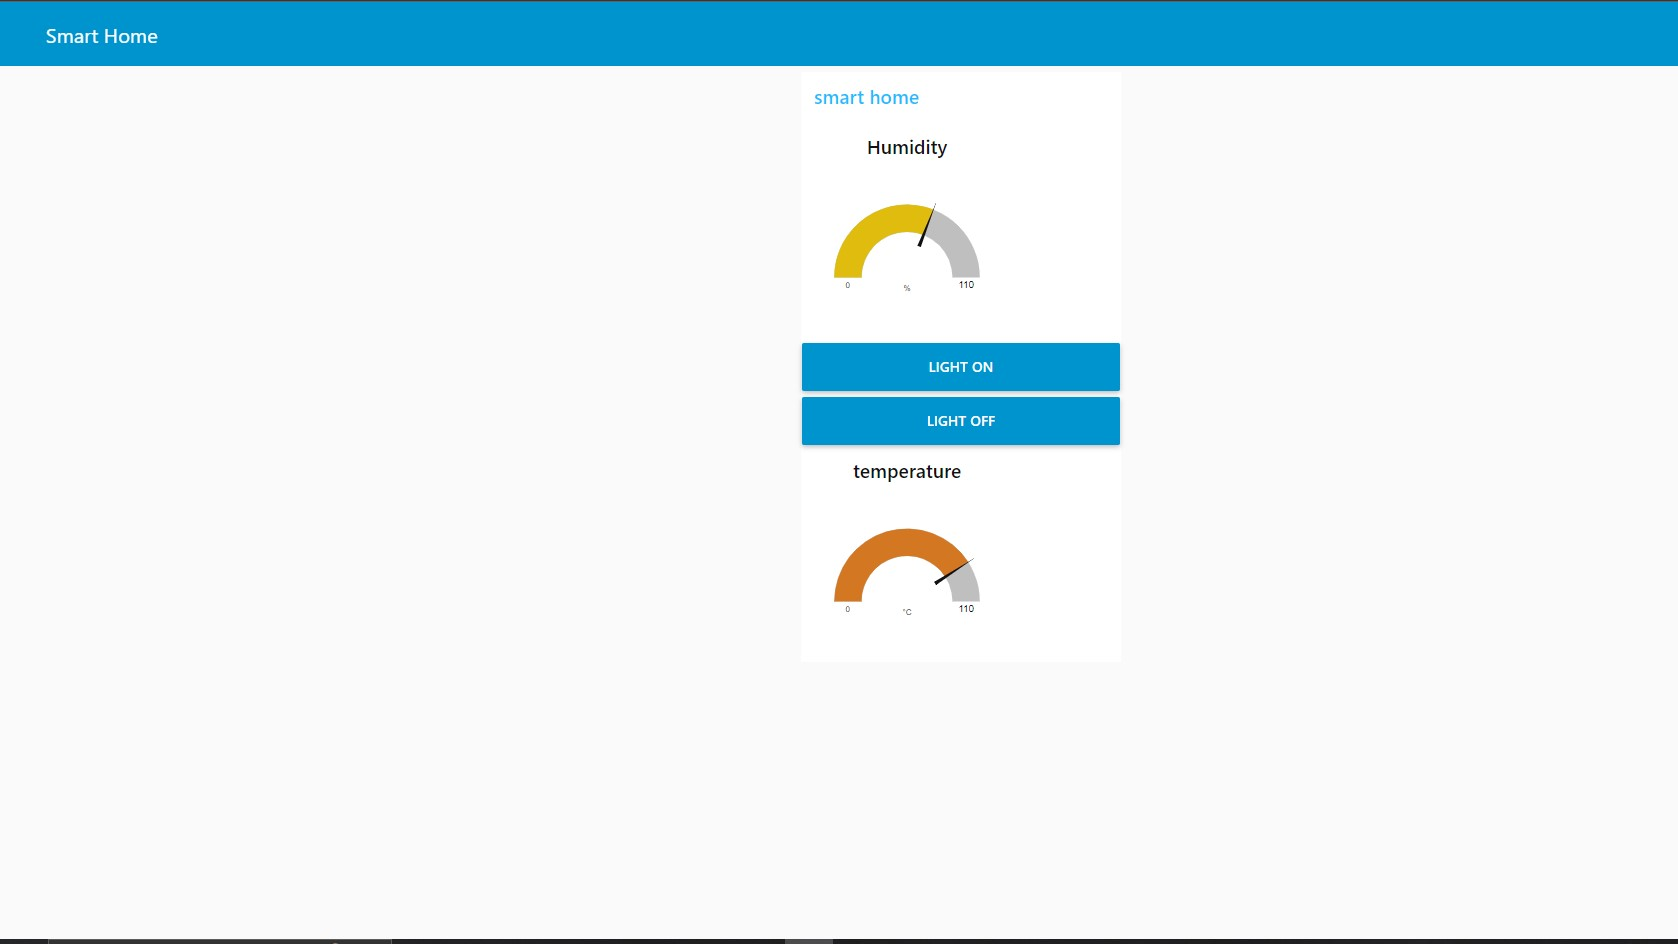 Smart Home
smart home
Humidity
0
%
110
LIGHT ON
LIGHT OFF
temperature
0
°C
110